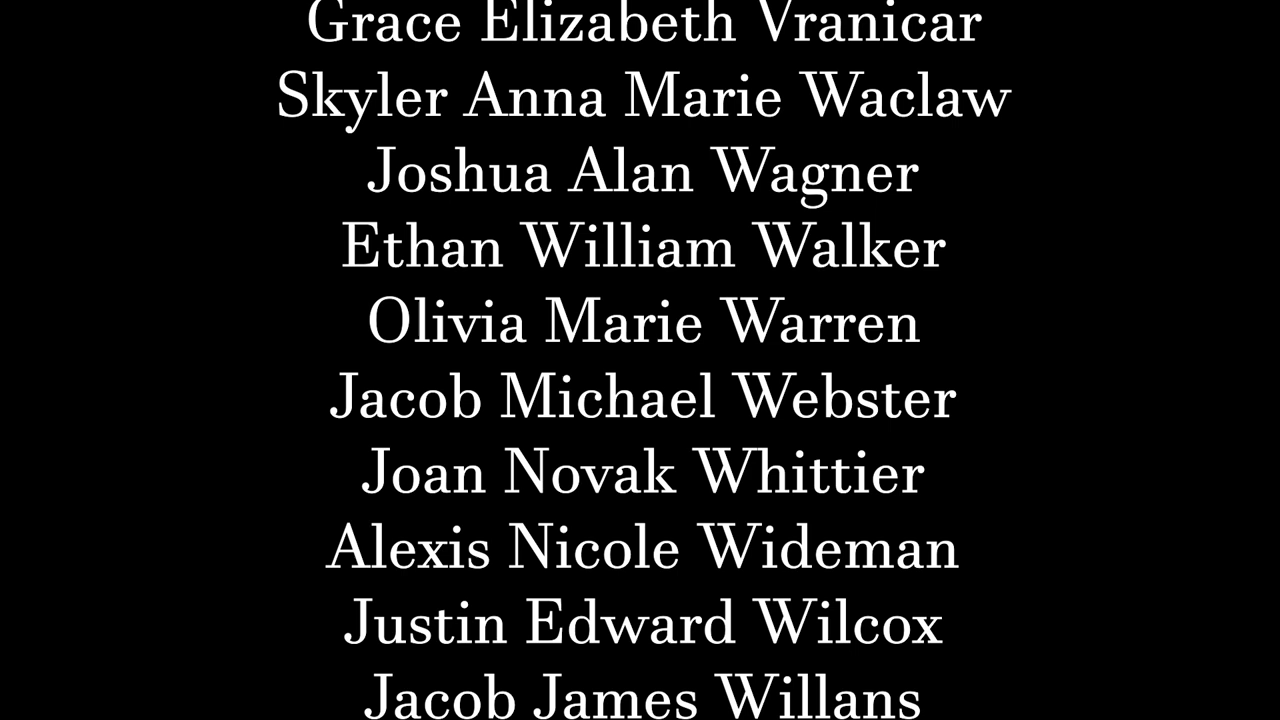 Grace Elizabeth Vranicar
Skyler Anna Marie Waclaw
Joshua Alan Wagner
Ethan William Walker
Olivia Marie Warren
Jacob Michael Webster
Joan Novak Whittier
Alexis Nicole Wideman
Justin Edward Wilcox
Jacob James Willans